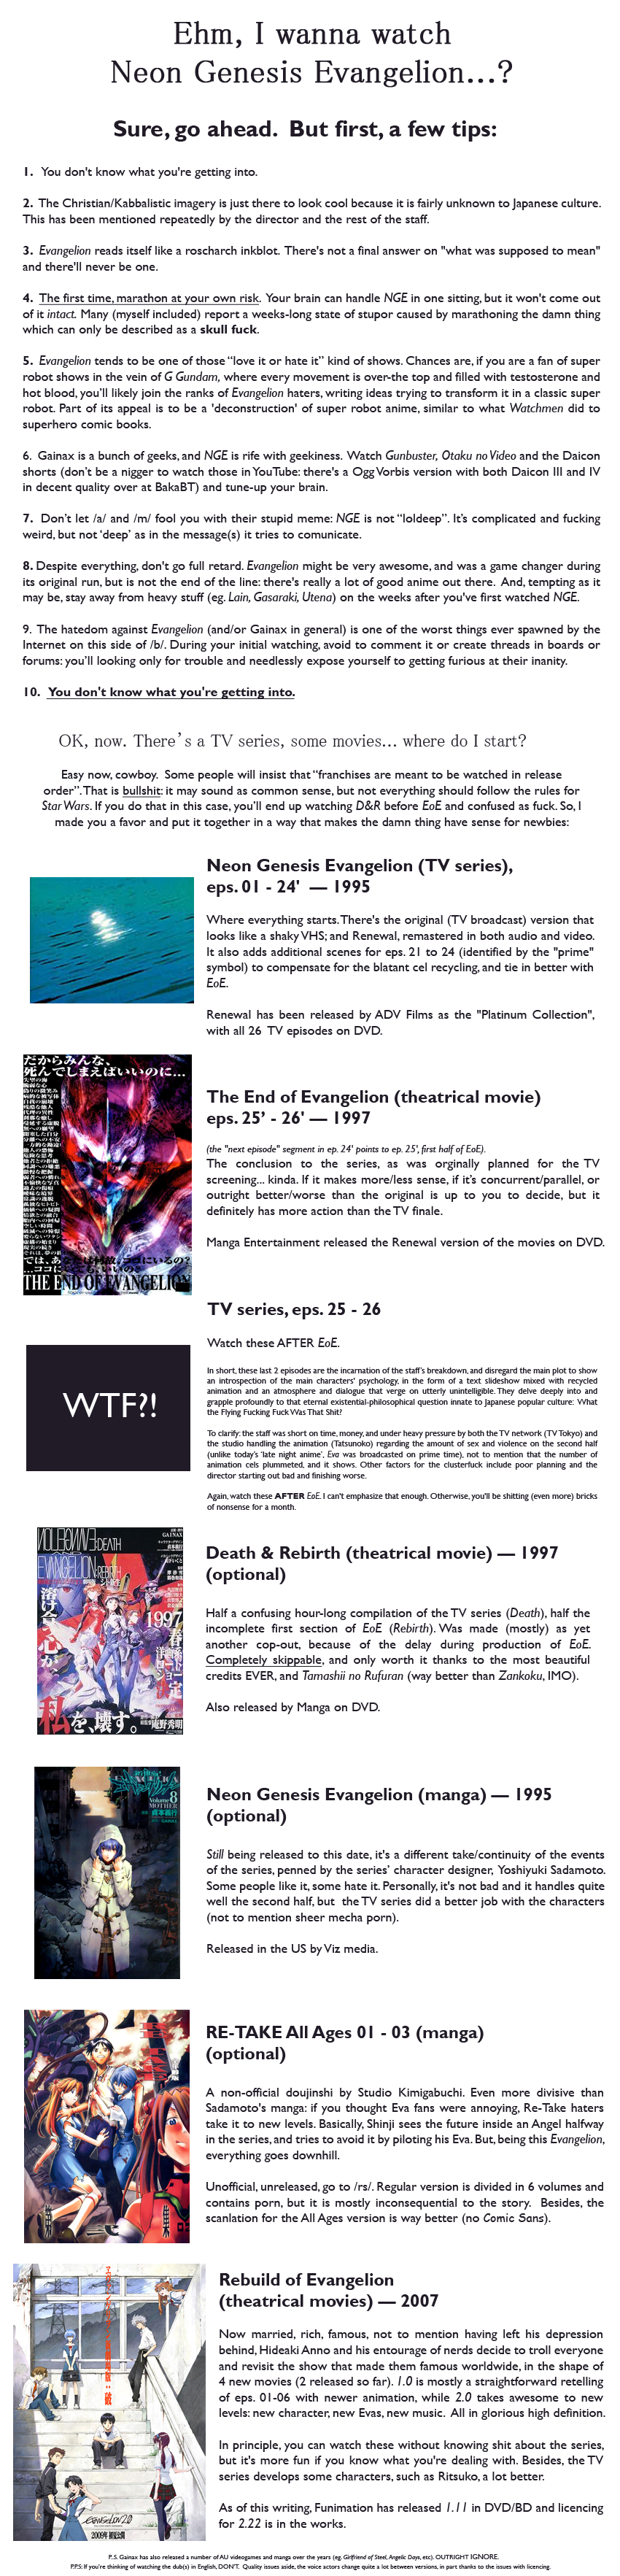 Ehm, I wanna watch
Neon Genesis Evangelion...?
Sure, go ahead.  But first, a few tips:
1.  You don't know what you're getting into.
2.  The Christian/Kabbalistic imagery is just there to look cool because it is fairly unknown to Japanese culture.
This has been mentioned repeatedly by the director and the rest of the staff.
3.  Evangelion reads itself like a roscharch inkblot.  There's not a final answer on "what was supposed to mean"
and there'll never be one.
4.  The first time, marathon at your own risk.  Your brain can handle NGE in one sitting, but it won't come out
of it intact. Many (myself included) report a weeks-long state of stupor caused by marathoning the damn thing
which can only be described as a skull fuck.
5.  Evangelion tends to be one of those “love it or hate it” kind of shows. Chances are, if you are a fan of super
robot shows in the vein of G Gundam, where every movement is over-the top and filled with testosterone and
hot blood, you’ll likely join the ranks of Evangelion haters, writing ideas trying to transform it in a classic super
robot. Part of its appeal is to be a 'deconstruction' of super robot anime, similar to what Watchmen did to
superhero comic books.
6.  Gainax is a bunch of geeks, and NGE is rife with geekiness.  Watch Gunbuster, Otaku no Video and the Daicon
shorts (don’t be a nigger to watch those in YouTube: there's a Ogg Vorbis version with both Daicon III and IV
in decent quality over at BakaBT) and tune-up your brain.
7.  Don’t let /a/ and /m/ fool you with their stupid meme: NGE is not “loldeep”. It’s complicated and fucking
weird, but not ‘deep’ as in the message(s) it tries to comunicate.
8. Despite everything, don't go full retard. Evangelion might be very awesome, and was a game changer during
its original run, but is not the end of the line: there's really a lot of good anime out there.  And, tempting as it
may be, stay away from heavy stuff (eg. Lain, Gasaraki, Utena) on the weeks after you've first watched NGE.
9.  The hatedom against Evangelion (and/or Gainax in general) is one of the worst things ever spawned by the
Internet on this side of /b/. During your initial watching, avoid to comment it or create threads in boards or
forums: you’ll looking only for trouble and needlessly expose yourself to getting furious at their inanity.
10.  You don't know what you're getting into.
OK, now. There’s a TV series, some movies... where do I start?
Easy now, cowboy.  Some people will insist that “franchises are meant to be watched in release
order”. That is bullshit: it may sound as common sense, but not everything should follow the rules for
Star Wars. If you do that in this case, you’ll end up watching D&R before EoE and confused as fuck. So, I
made you a favor and put it together in a way that makes the damn thing have sense for newbies:
Neon Genesis Evangelion (TV series),
eps. 01 - 24'  — 1995
Where everything starts. There's the original (TV broadcast) version that
looks like a shaky VHS; and Renewal, remastered in both audio and video.
It also adds additional scenes for eps. 21 to 24 (identified by the "prime"
symbol) to compensate for the blatant cel recycling, and tie in better with
EoE.
Renewal has been released by ADV Films as the "Platinum Collection",
with all 26  TV episodes on DVD.
だからみんな、
死んでしまえばいいのに…
THE END OF EVANGELION
The End of Evangelion (theatrical movie)
eps. 25’ - 26' — 1997
(the "next episode" segment in ep. 24' points to ep. 25', first half of EoE).
The conclusion to the series, as was orginally planned for the TV
screening... kinda. If it makes more/less sense, if it’s concurrent/parallel, or
outright better/worse than the original is up to you to decide, but it
definitely has more action than the TV finale.
Manga Entertainment released the Renewal version of the movies on DVD.
TV series, eps. 25 - 26
WTF?!
Watch these AFTER EoE.
In short, these last 2 episodes are the incarnation of the staff’s breakdown, and disregard the main plot to show
an introspection of the main characters' psychology, in the form of a text slideshow mixed with recycled
animation and an atmosphere and dialogue that verge on utterly unintelligible. They delve deeply into and
grapple profoundly to that eternal existential-philosophical question innate to Japanese popular culture:  What
the Flying Fucking Fuck Was That Shit?
To clarify: the staff was short on time, money, and under heavy pressure by both the TV network (TV Tokyo) and
the studio handling the animation (Tatsunoko) regarding the amount of sex and violence on the second half
(unlike today’s ‘late night anime’, Eva was broadcasted on prime time), not to mention that the number of
animation cels plummeted, and it shows. Other factors for the clusterfuck include poor planning and the
director starting out bad and finishing worse.
Again, watch these AFTER EoE. I can't emphasize that enough. Otherwise, you'll be shitting (even more) bricks
of nonsense for a month.
1997
私を、壊す。
Death & Rebirth (theatrical movie) — 1997
(optional)
Half a confusing hour-long compilation of the TV series (Death), half the
incomplete first section of EoE (Rebirth). Was made (mostly) as yet
another cop-out, because of the delay during production of EoE.
Completely skippable, and only worth it thanks to the most beautiful
credits EVER, and Tamashii no Rufuran (way better than Zankoku, IMO).
Also released by Manga on DVD.
Volume
8
MOTHER
Neon Genesis Evangelion (manga) — 1995
(optional)
Still being released to this date, it's a different take/continuity of the events
of the series, penned by the series’ character designer,  Yoshiyuki Sadamoto.
Some people like it, some hate it. Personally, it's not bad and it handles quite
well the second half, but  the TV series did a better job with the characters
(not to mention sheer mecha porn).
Released in the US by Viz media.
RE-TAKE All Ages 01 - 03 (manga)
(optional)
A non-official doujinshi by Studio Kimigabuchi. Even more divisive than
Sadamoto's manga: if you thought Eva fans were annoying, Re-Take haters
take it to new levels. Basically, Shinji sees the future inside an Angel halfway
in the series, and tries to avoid it by piloting his Eva. But, being this Evangelion,
everything goes downhill.
Unofficial, unreleased, go to /rs/. Regular version is divided in 6 volumes and
contains porn, but it is mostly inconsequential to the story.  Besides, the
scanlation for the All Ages version is way better (no Comic Sans).
Rebuild of Evangelion
(theatrical movies) — 2007
Now married, rich, famous, not to mention having left his depression
behind, Hideaki Anno and his entourage of nerds decide to troll everyone
and revisit the show that made them famous worldwide, in the shape of
4 new movies (2 released so far). 1.0 is mostly a straightforward retelling
of eps. 01-06 with newer animation, while 2.0 takes awesome to new
levels: new character, new Evas, new music.  All in glorious high definition.
In principle, you can watch these without knowing shit about the series,
but it's more fun if you know what you're dealing with. Besides, the TV
series develops some characters, such as Ritsuko, a lot better.
As of this writing, Funimation has released 1.11 in DVD/BD and licencing
for 2.22 is in the works.
P.S. Gainax has also released a number of AU videogames and manga over the years (eg. Girlfriend of Steel, Angelic Days, etc). OUTRIGHT IGNORE.
P.P.S: If you're thinking of watching the dub(s) in English, DON'T.  Quality issues aside, the voice actors change quite a lot between versions, in part thanks to the issues with licencing.